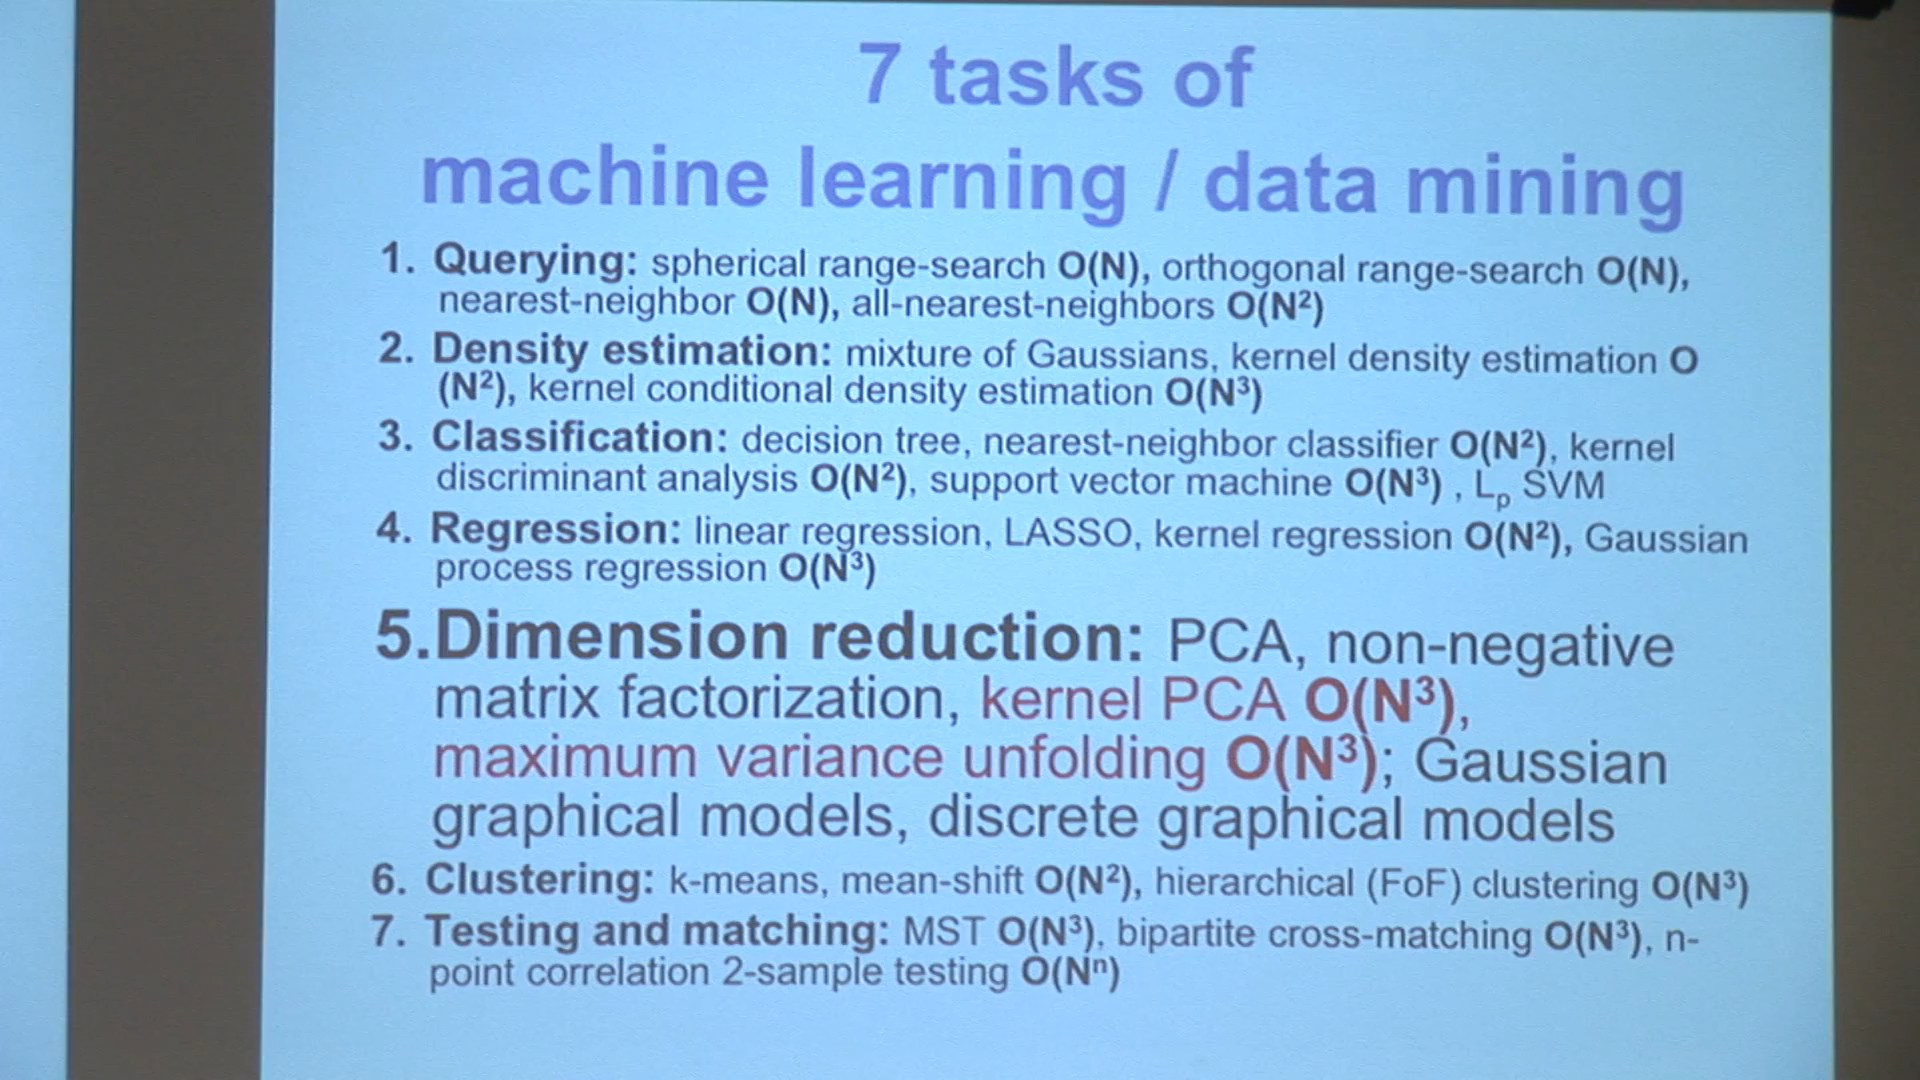 7 tasks of
machine learning / data mining
1. Querying: spherical range-search O(N), orthogonal range-search O(N),
nearest-neighbor O(N), all-nearest-neighbors O(N²)
2. Density estimation: mixture of Gaussians, kernel density estimation O
(N²), kernel conditional density estimation O(N³)
3. Classification: decision tree, nearest-neighbor classifier O(N²), kernel
discriminant analysis O(N²), support vector machine O(N³) , Lₚ SVM
4. Regression: linear regression, LASSO, kernel regression O(N²), Gaussian
process regression O(N³)
5.Dimension reduction: PCA, non-negative
matrix factorization, kernel PCA O(N³),
maximum variance unfolding O(N³); Gaussian
graphical models, discrete graphical models
6. Clustering: k-means, mean-shift O(N²), hierarchical (FoF) clustering O(N³)
7. Testing and matching: MST O(N³), bipartite cross-matching O(N³), n-
point correlation 2-sample testing O(Nⁿ)